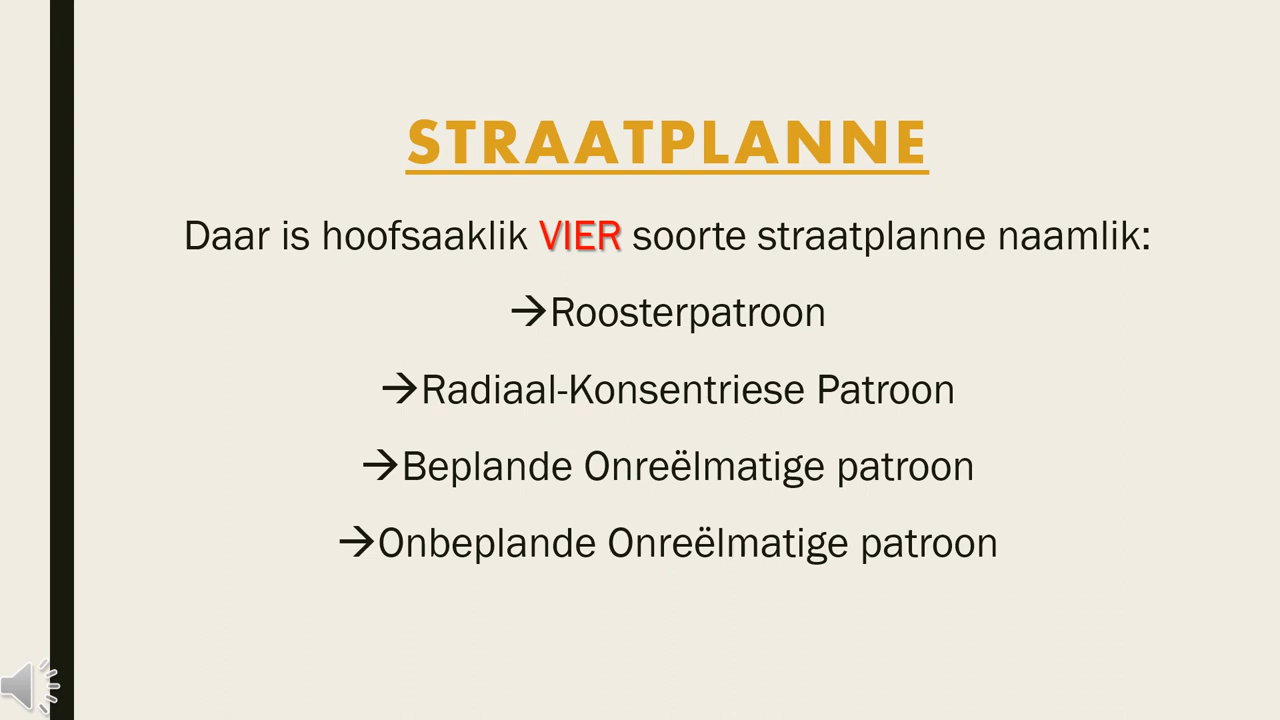 STRAATPLANNE
Daar is hoofsaaklik VIER soorte straatplanne naamlik:
→Roosterpatroon
→Radiaal-Konsentriese Patroon
→Beplande Onreëlmatige patroon
→Onbeplande Onreëlmatige patroon